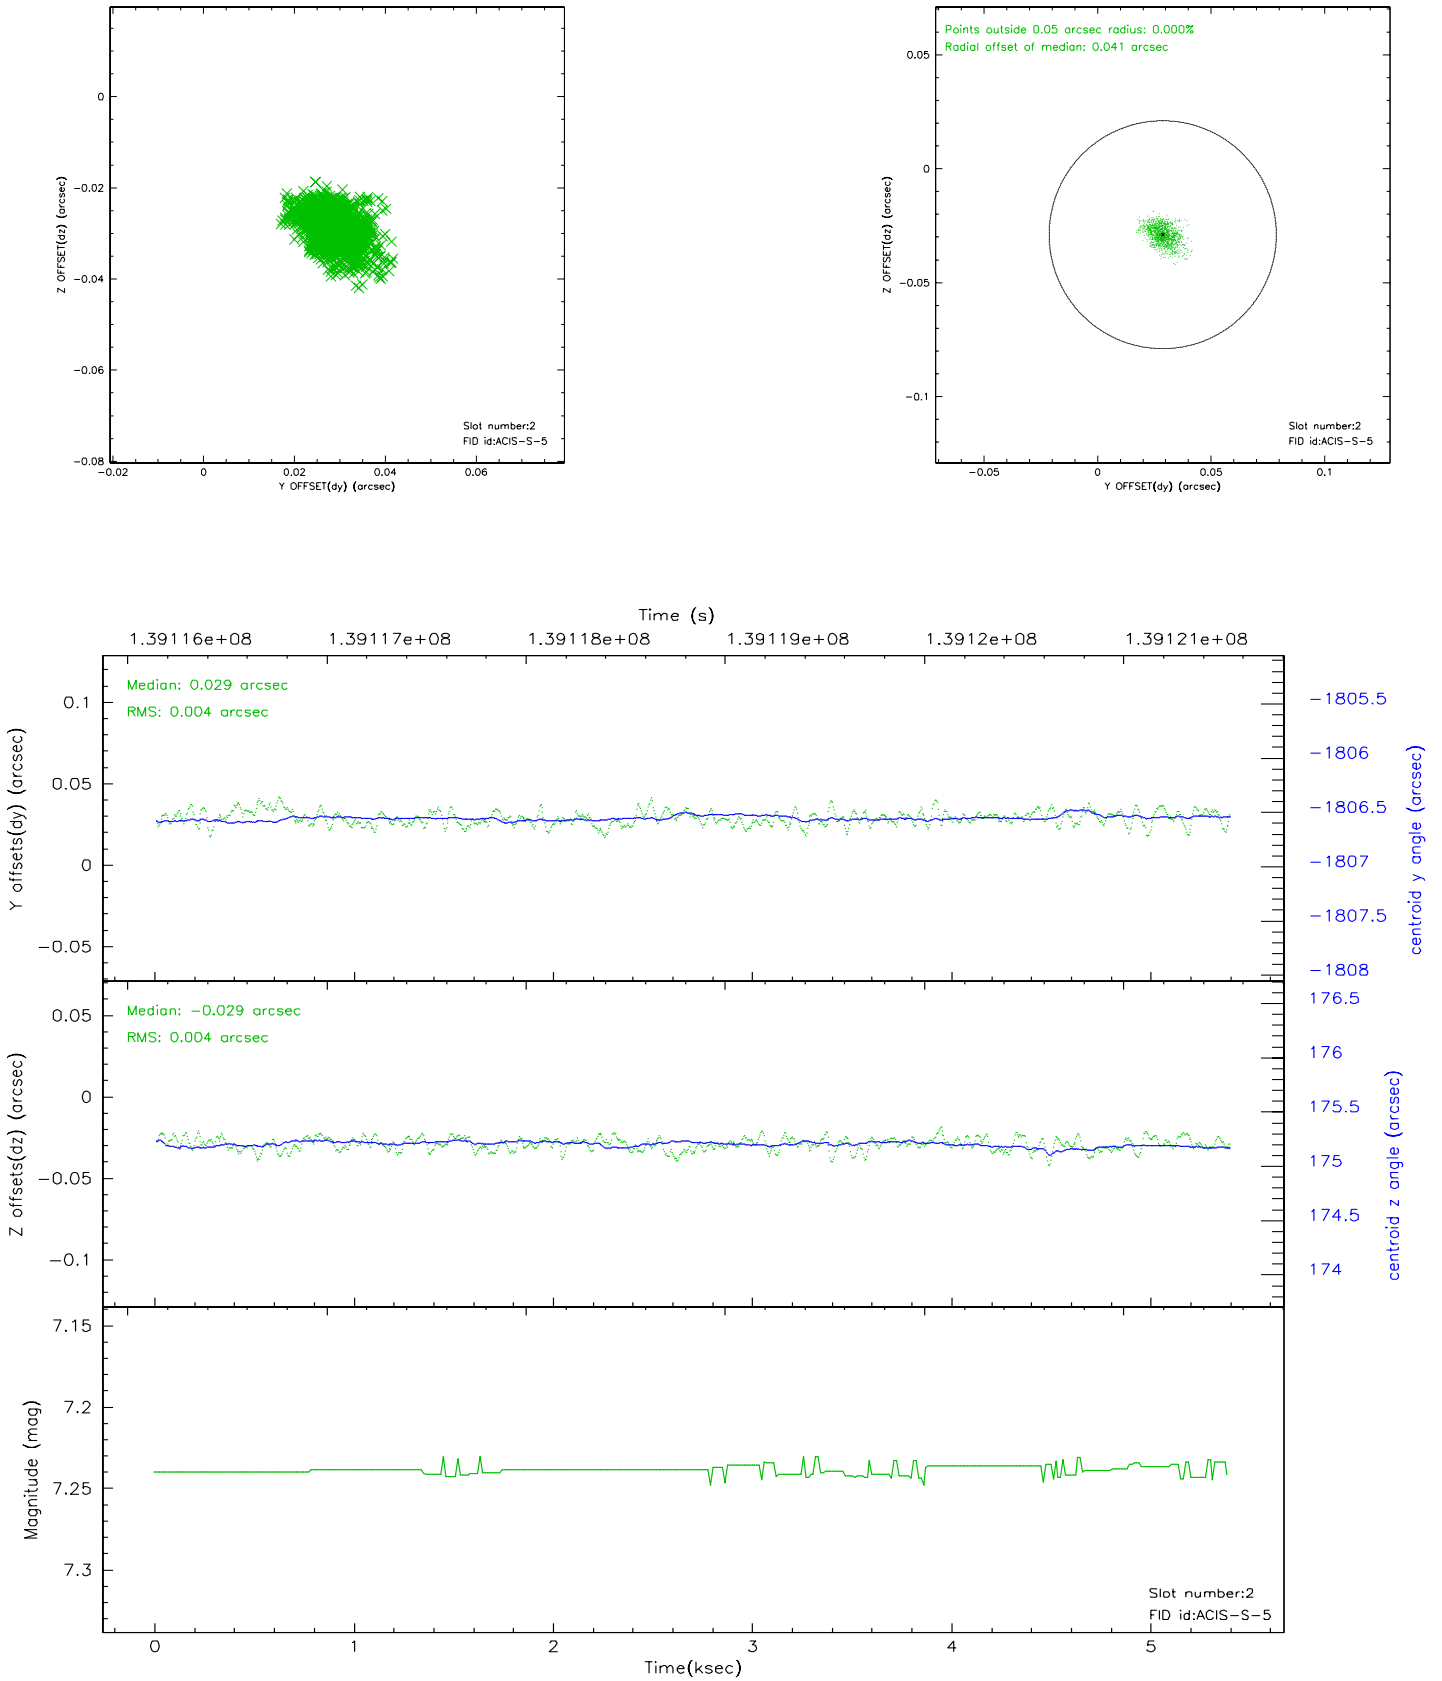 0
−0.02
−0.04
−0.06
−0.08
Z OFFSET(dz) (arcsec)
Slot number:2
FID id:ACIS−S−5
−0.02 0 0.02 0.04 0.06
Y OFFSET(dy) (arcsec)
Points outside 0.05 arcsec radius: 0.000%
Radial offset of median: 0.041 arcsec
0.05
0
−0.05
−0.1
Z OFFSET(dz) (arcsec)
Slot number:2
FID id:ACIS−S−5
−0.05 0 0.05 0.1
Y OFFSET(dy) (arcsec)
Time (s)
1.39116e+08 1.39117e+08 1.39118e+08 1.39119e+08 1.3912e+08 1.39121e+08
Median: 0.029 arcsec
RMS: 0.004 arcsec
0.1
0.05
0
−0.05
Y offsets(dy) (arcsec)
−1805.5
−1806
−1806.5
−1807
−1807.5
−1808
centroid y angle (arcsec)
Median: −0.029 arcsec
RMS: 0.004 arcsec
0.05
0
−0.05
−0.1
Z offsets(dz) (arcsec)
176.5
176
175.5
175
174.5
174
centroid z angle (arcsec)
7.15
7.2
7.25
7.3
Magnitude (mag)
Slot number:2
FID id:ACIS−S−5
0 1 2 3 4 5
Time(ksec)